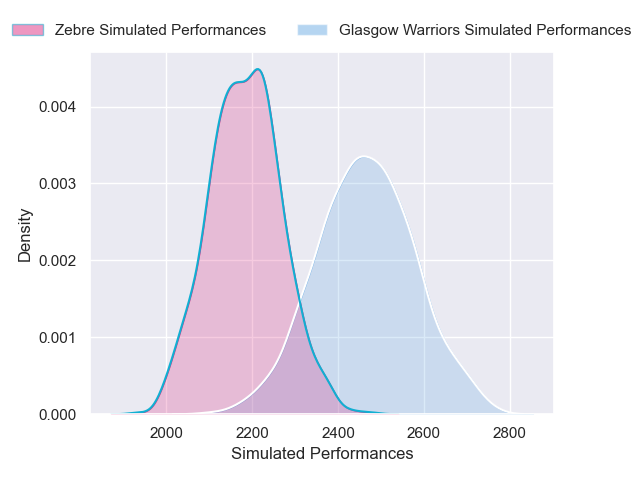 Zebre Simulated Performances
Glasgow Warriors Simulated Performances
0.004
0.003
0.002
0.001
0.000
Density
2000
2200
2400
2600
2800
Simulated Performances